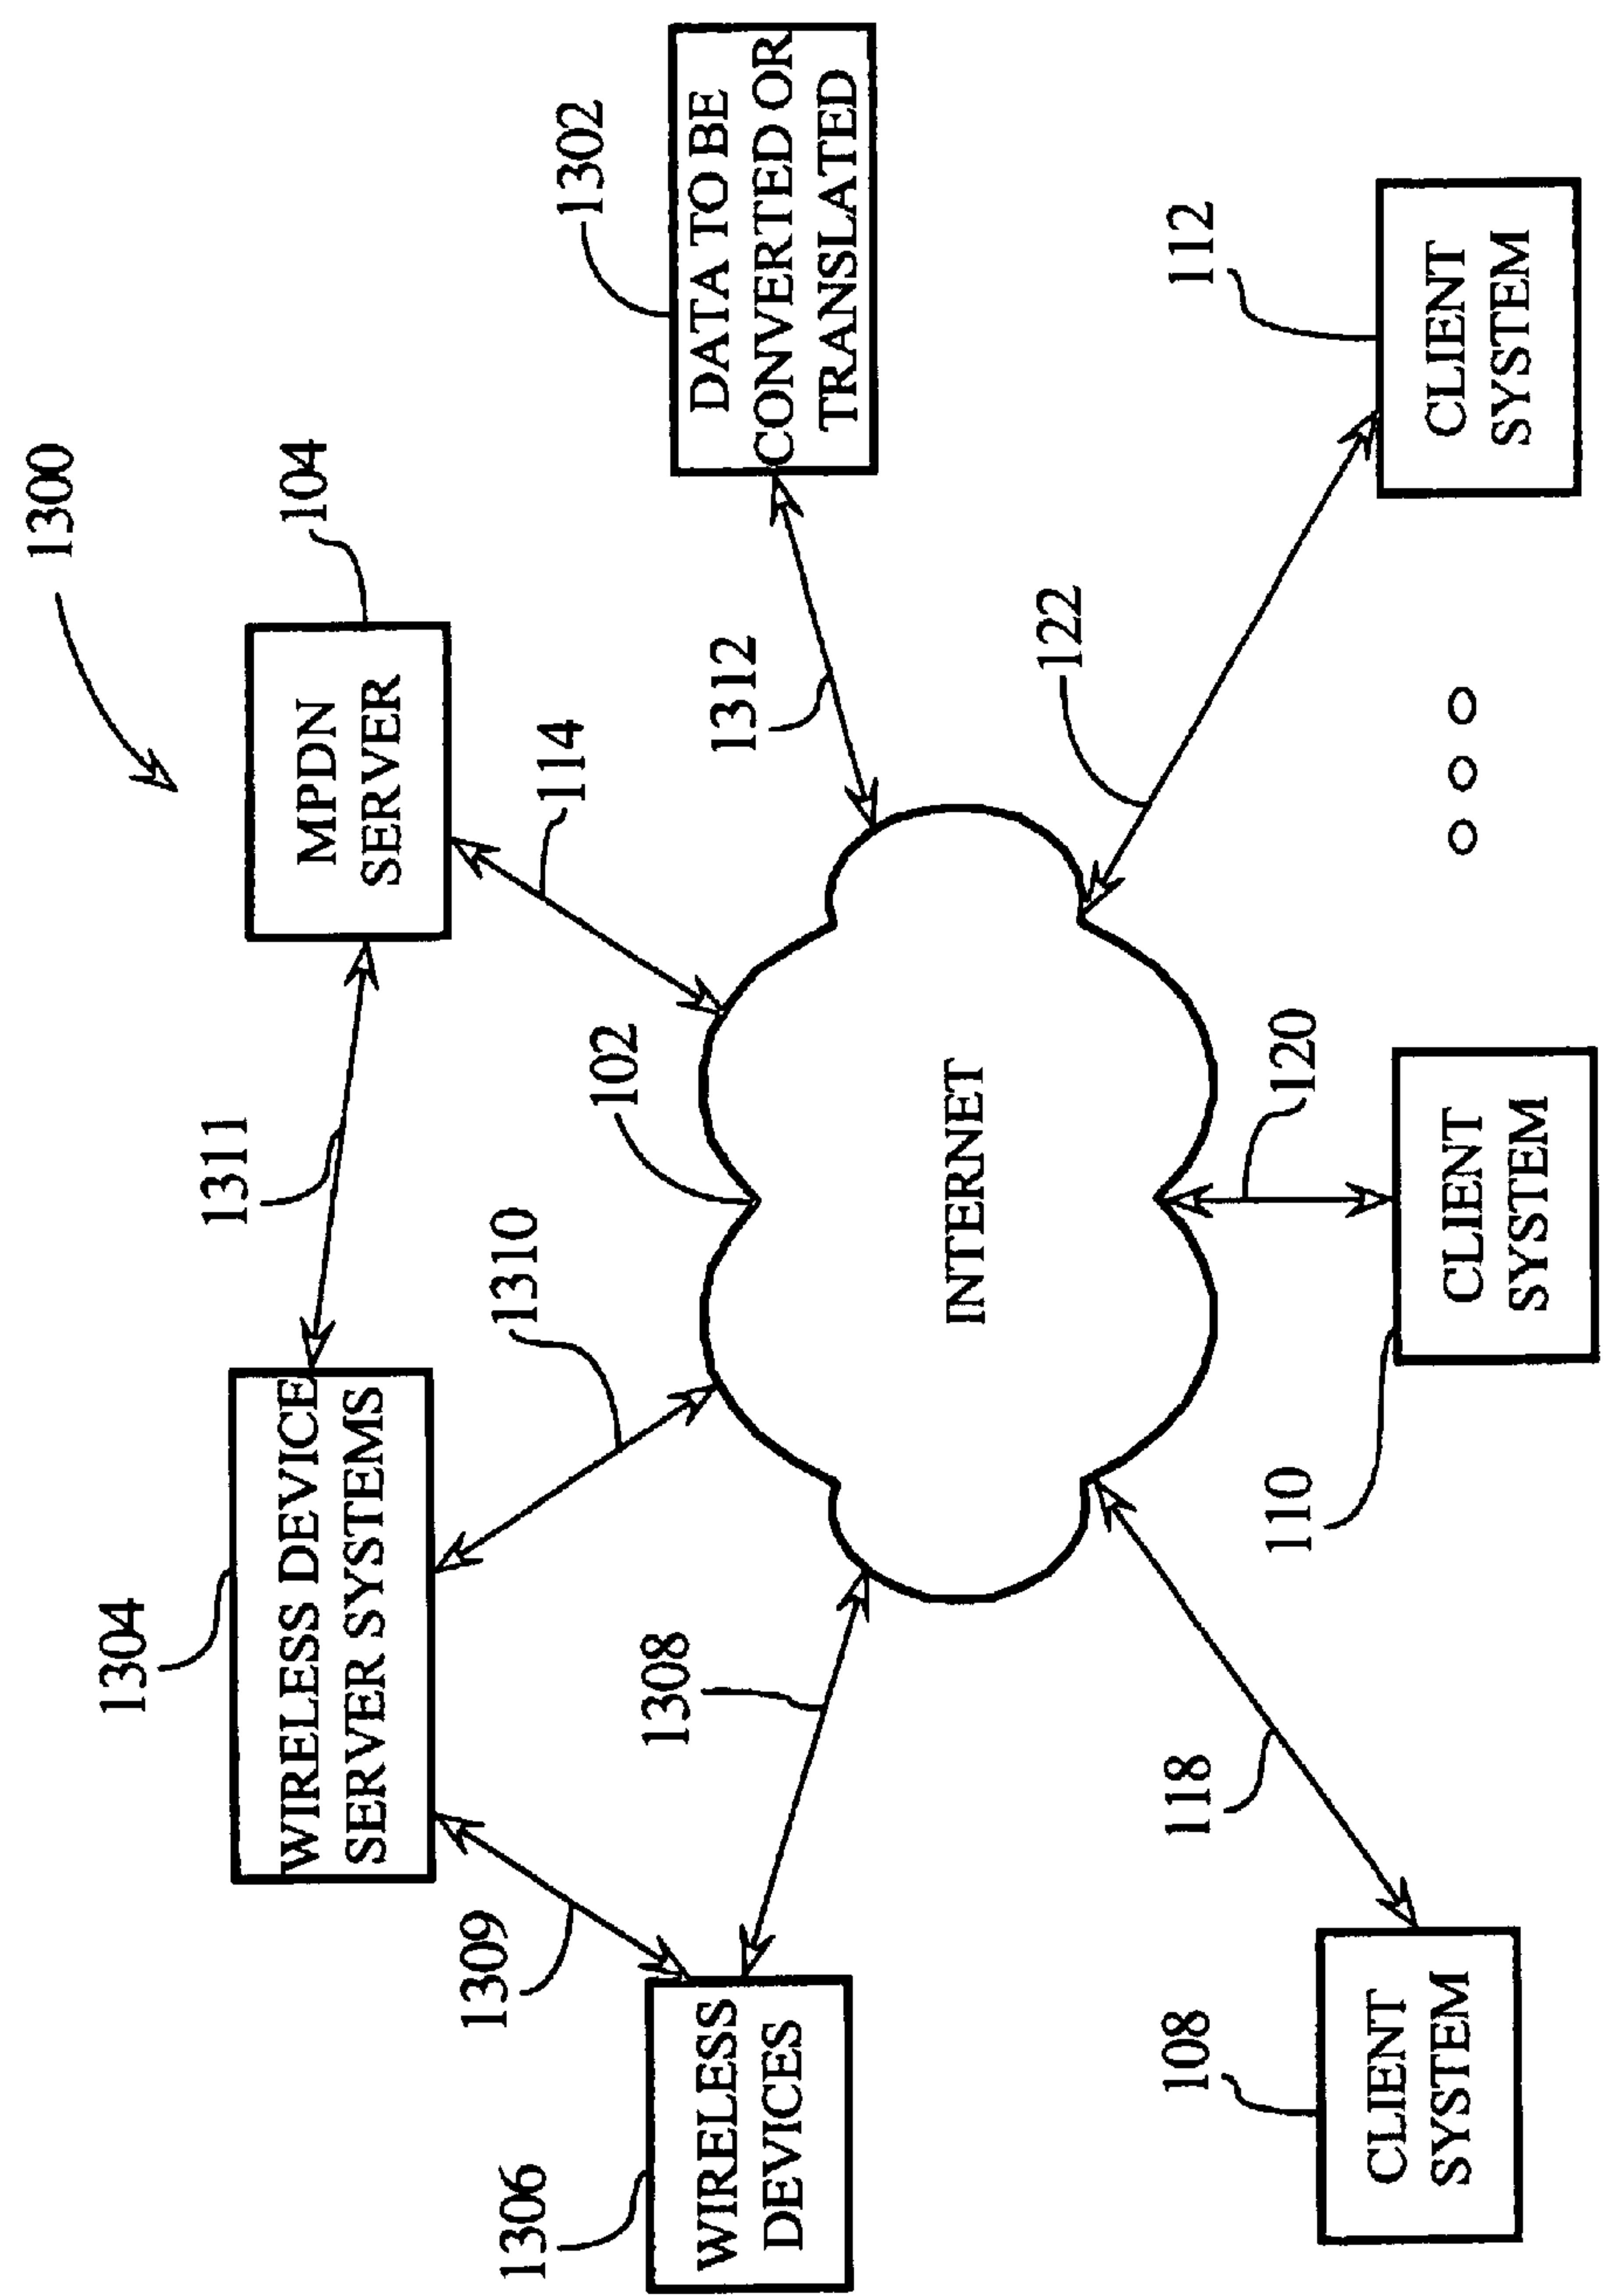 1300
1304
WIRELESS DEVICE
SERVER SYSTEMS
1311
MPDN
SERVER
104
1309
1310
114
1306
WIRELESS
DEVICES
1308
102
1312
1302
DATA TO BE
CONVERTED OR
TRANSLATED
INTERNET
118
120
122
108
CLIENT
SYSTEM
110
CLIENT
SYSTEM
112
CLIENT
SYSTEM